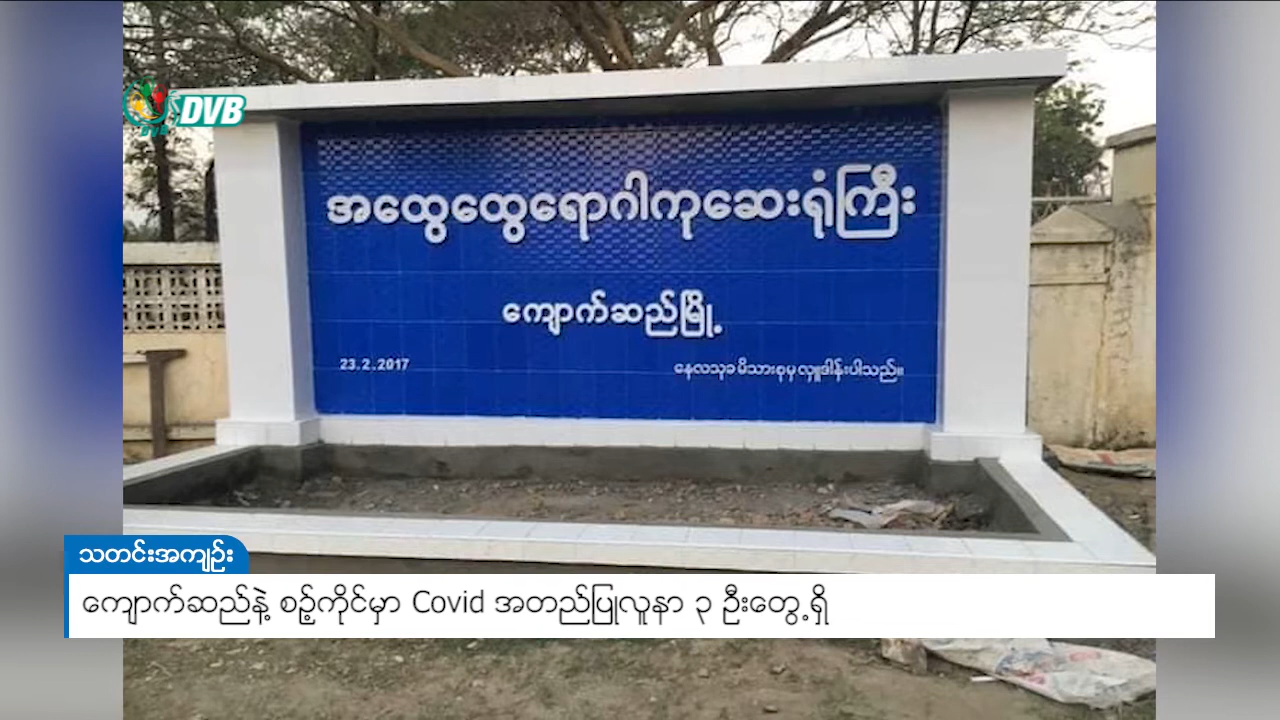 DVB
DVB
အထွေထွေရောဂါကုဆေးရုံကြီး
ကျောက်ဆည်မြို့
23.2.2017
နေလသုခမိသားစုမှလှူဒါန်းပါသည်။
သတင်းအကျဉ်း
ကျောက်ဆည်နဲ့ စဉ့်ကိုင်မှာ Covid အတည်ပြုလူနာ ၃ ဦးတွေ့ရှိ